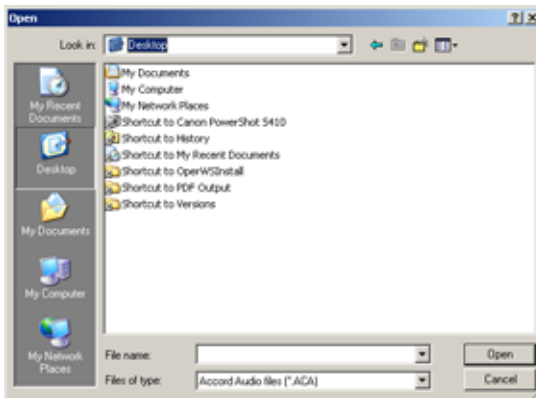 Open
Look in:
Desktop
My Recent
Documents
Desktop
My Documents
My Computer
My Network
Places
My Documents
My Computer
My Network Places
Shortcut to Canon PowerShot S410
Shortcut to History
Shortcut to My Recent Documents
Shortcut to OperWSInstall
Shortcut to PDF Output
Shortcut to Versions
File name:
Open
Files of type:
Accord Audio files (*.ACA)
Cancel